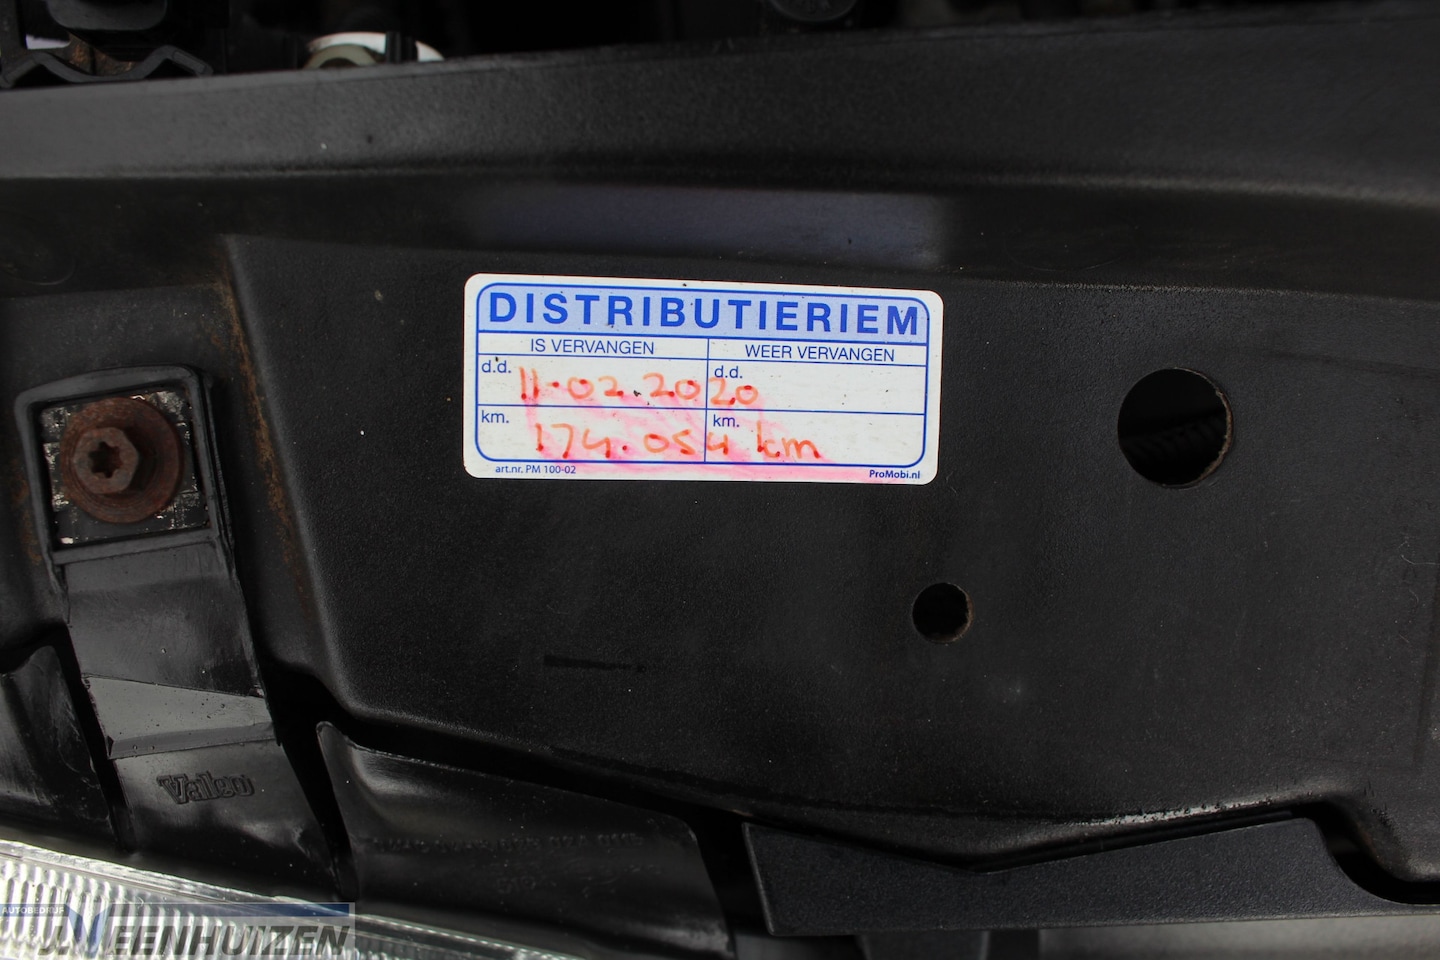 DISTRIBUTIERIEM
IS VERVANGEN WEER VERVANGEN
d.d. 11-02.2020 d.d.
km. 174.054 km km.
art.nr. PM 100-02 ProMobi.nl
Valeo
AUTOBEDRIJF
J. VEENHUIZEN